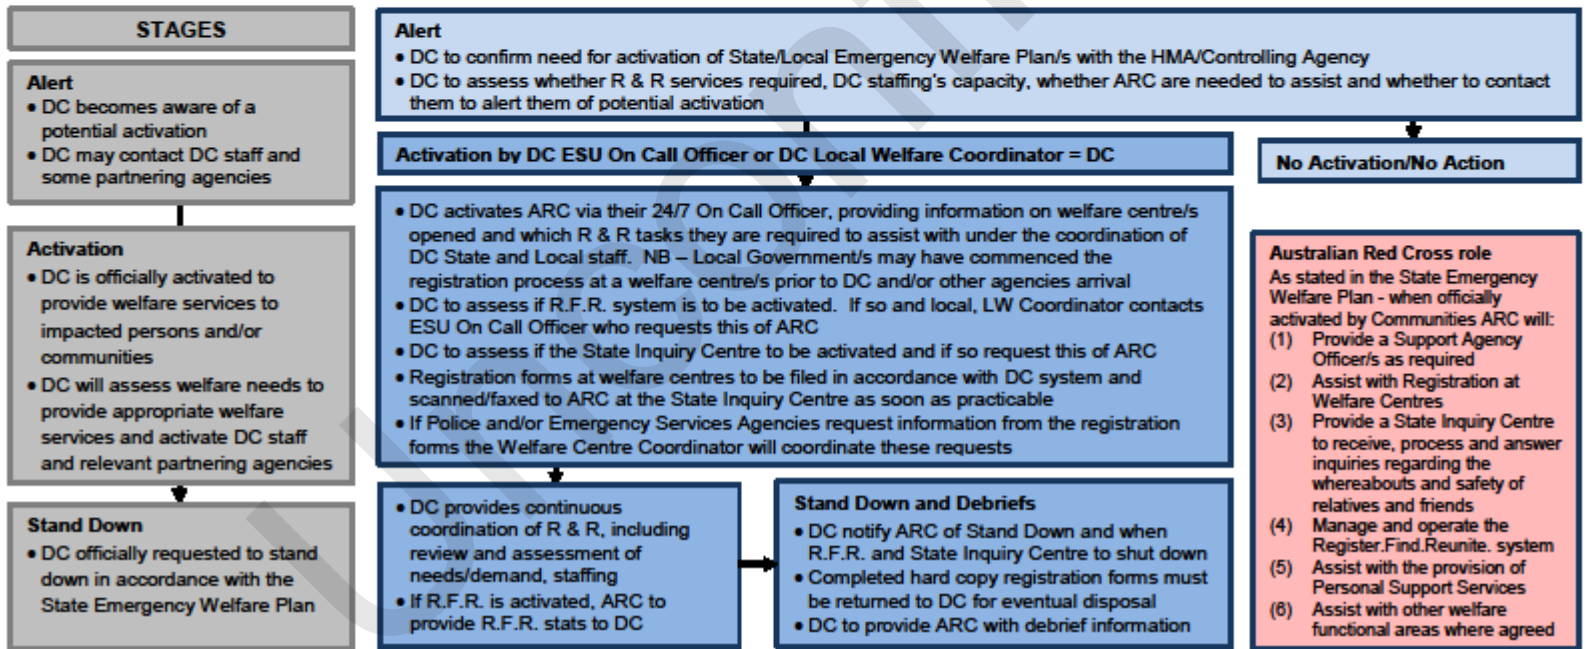 STAGES
Alert
• DC becomes aware of a
potential activation
• DC may contact DC staff and
some partnering agencies
Activation
• DC is officially activated to
provide welfare services to
impacted persons and/or
communities
• DC will assess welfare needs to
provide appropriate welfare
services and activate DC staff
and relevant partnering agencies
Stand Down
• DC officially requested to stand
down in accordance with the
State Emergency Welfare Plan
Alert
• DC to confirm need for activation of State/Local Emergency Welfare Plan/s with the HMA/Controlling Agency
• DC to assess whether R & R services required, DC staffing's capacity, whether ARC are needed to assist and whether to contact
them to alert them of potential activation
Activation by DC ESU On Call Officer or DC Local Welfare Coordinator = DC
No Activation/No Action
• DC activates ARC via their 24/7 On Call Officer, providing information on welfare centre/s
opened and which R & R tasks they are required to assist with under the coordination of
DC State and Local staff. NB – Local Government/s may have commenced the
registration process at a welfare centre/s prior to DC and/or other agencies arrival
• DC to assess if R.F.R. system is to be activated. If so and local, LW Coordinator contacts
ESU On Call Officer who requests this of ARC
• DC to assess if the State Inquiry Centre to be activated and if so request this of ARC
• Registration forms at welfare centres to be filed in accordance with DC system and
scanned/faxed to ARC at the State Inquiry Centre as soon as practicable
• If Police and/or Emergency Services Agencies request information from the registration
forms the Welfare Centre Coordinator will coordinate these requests
• DC provides continuous
coordination of R & R, including
review and assessment of
needs/demand, staffing
• If R.F.R. is activated, ARC to
provide R.F.R. stats to DC
Stand Down and Debriefs
• DC notify ARC of Stand Down and when
R.F.R. and State Inquiry Centre to shut down
• Completed hard copy registration forms must
be returned to DC for eventual disposal
• DC to provide ARC with debrief information
Australian Red Cross role
As stated in the State Emergency
Welfare Plan - when officially
activated by Communities ARC will:
(1) Provide a Support Agency
Officer/s as required
(2) Assist with Registration at
Welfare Centres
(3) Provide a State Inquiry Centre
to receive, process and answer
inquiries regarding the
whereabouts and safety of
relatives and friends
(4) Manage and operate the
Register.Find.Reunite. system
(5) Assist with the provision of
Personal Support Services
(6) Assist with other welfare
functional areas where agreed